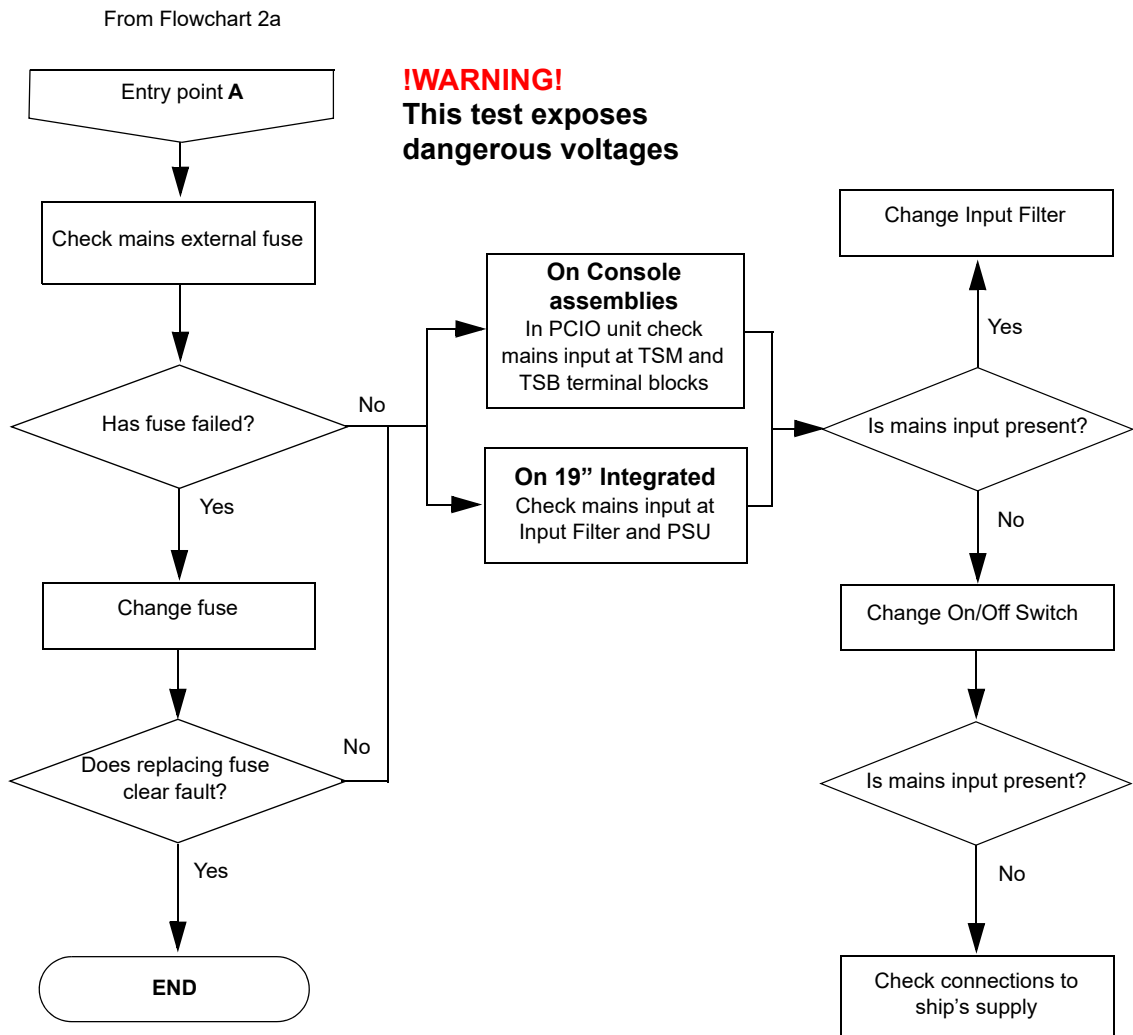 From Flowchart 2a
Entry point A
!WARNING!
This test exposes
dangerous voltages
Check mains external fuse
Has fuse failed?
No
Yes
Change fuse
Does replacing fuse
clear fault?
No
Yes
END
On Console
assemblies
In PCIO unit check
mains input at TSM and
TSB terminal blocks
On 19” Integrated
Check mains input at
Input Filter and PSU
Change Input Filter
Yes
Is mains input present?
No
Change On/Off Switch
Is mains input present?
No
Check connections to
ship’s supply